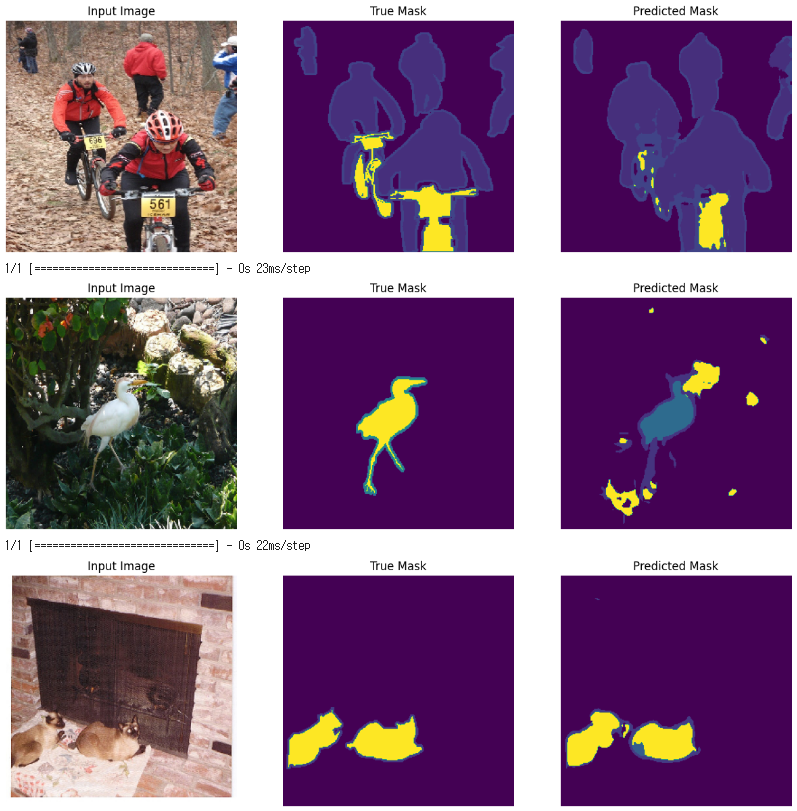 Input Image
True Mask
Predicted Mask
696
561
1/1 [==============================] - 0s 23ms/step
Input Image
True Mask
Predicted Mask
1/1 [==============================] - 0s 22ms/step
Input Image
True Mask
Predicted Mask